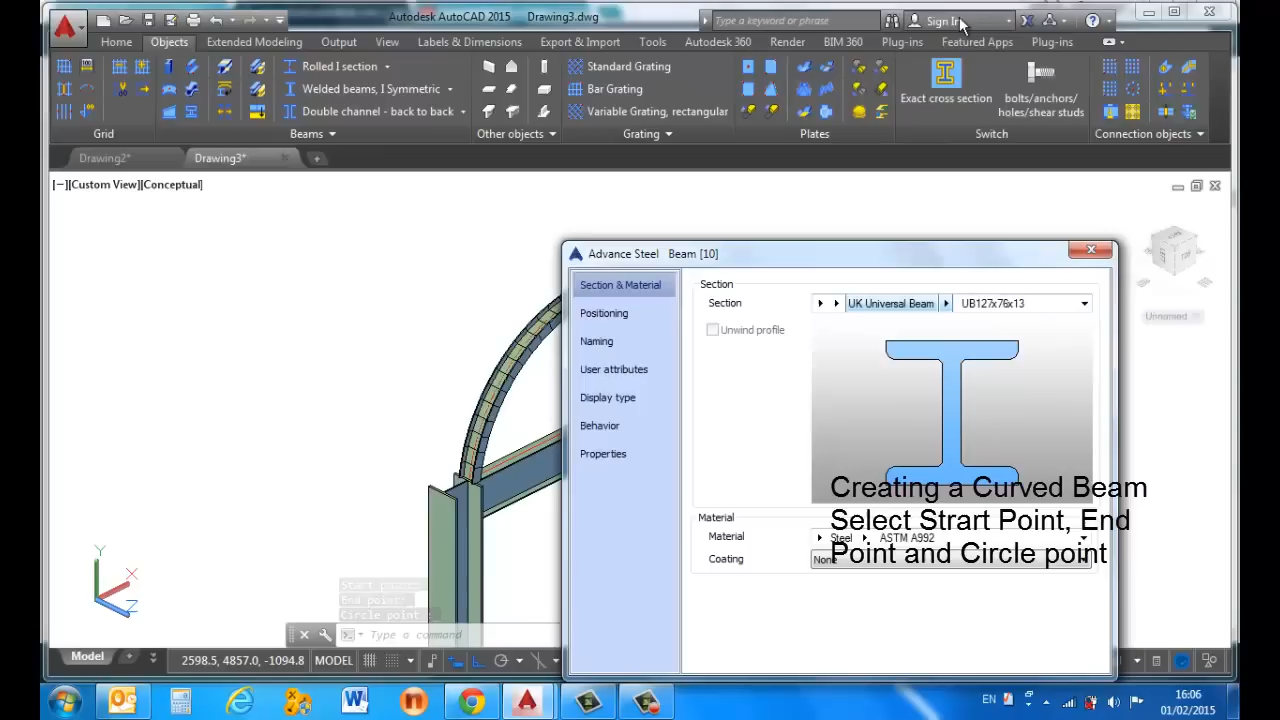 Autodesk AutoCAD 2015 Drawing3.dwg
Type a keyword or phrase
Sign In
Home Objects Extended Modeling Output View Labels & Dimensions Export & Import Tools Autodesk 360 Render BIM 360 Plug-ins Featured Apps Plug-ins
Rolled I section
Welded beams, I Symmetric
Double channel - back to back
Standard Grating
Bar Grating
Variable Grating, rectangular
Exact cross section
bolts/anchors/
holes/shear studs
Grid Beams Other objects Grating Plates Switch Connection objects
Drawing2* Drawing3*
[−][Custom View][Conceptual]
Advance Steel Beam [10]
Section & Material
Positioning
Naming
User attributes
Display type
Behavior
Properties
Section
Section UK Universal Beam UB127x76x13
Unwind profile
Material
Material Steel ASTM A992
Coating None
Creating a Curved Beam
Select Strart Point, End
Point and Circle point
Unnamed
Y
X
Z
Start point:
End point:
Circle point
Type a command
Model
2598.5, 4857.0, -1094.8 MODEL
EN
16:06
01/02/2015